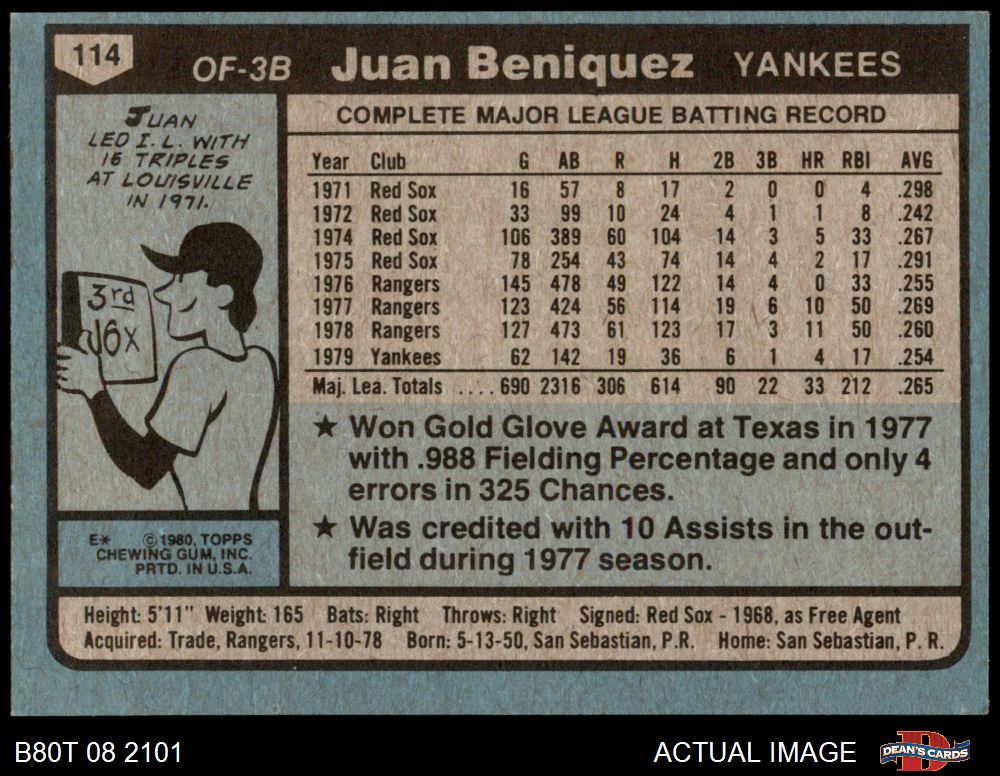 114
OF-3B Juan Beniquez YANKEES
JUAN
LED I. L. WITH
16 TRIPLES
AT LOUISVILLE
IN 1971.
3rd
16x
E* © 1980, TOPPS
CHEWING GUM, INC.
PRTD. IN U.S.A.
COMPLETE MAJOR LEAGUE BATTING RECORD
Year Club G AB R H 2B 3B HR RBI AVG
1971 Red Sox 16 57 8 17 2 0 0 4 .298
1972 Red Sox 33 99 10 24 4 1 1 8 .242
1974 Red Sox 106 389 60 104 14 3 5 33 .267
1975 Red Sox 78 254 43 74 14 4 2 17 .291
1976 Rangers 145 478 49 122 14 4 0 33 .255
1977 Rangers 123 424 56 114 19 6 10 50 .269
1978 Rangers 127 473 61 123 17 3 11 50 .260
1979 Yankees 62 142 19 36 6 1 4 17 .254
Maj. Lea. Totals .... 690 2316 306 614 90 22 33 212 .265
★ Won Gold Glove Award at Texas in 1977
with .988 Fielding Percentage and only 4
errors in 325 Chances.
★ Was credited with 10 Assists in the out-
field during 1977 season.
Height: 5'11" Weight: 165 Bats: Right Throws: Right Signed: Red Sox - 1968, as Free Agent
Acquired: Trade, Rangers, 11-10-78 Born: 5-13-50, San Sebastian, P.R. Home: San Sebastian, P. R.
B80T 08 2101 ACTUAL IMAGE DEAN'S CARDS